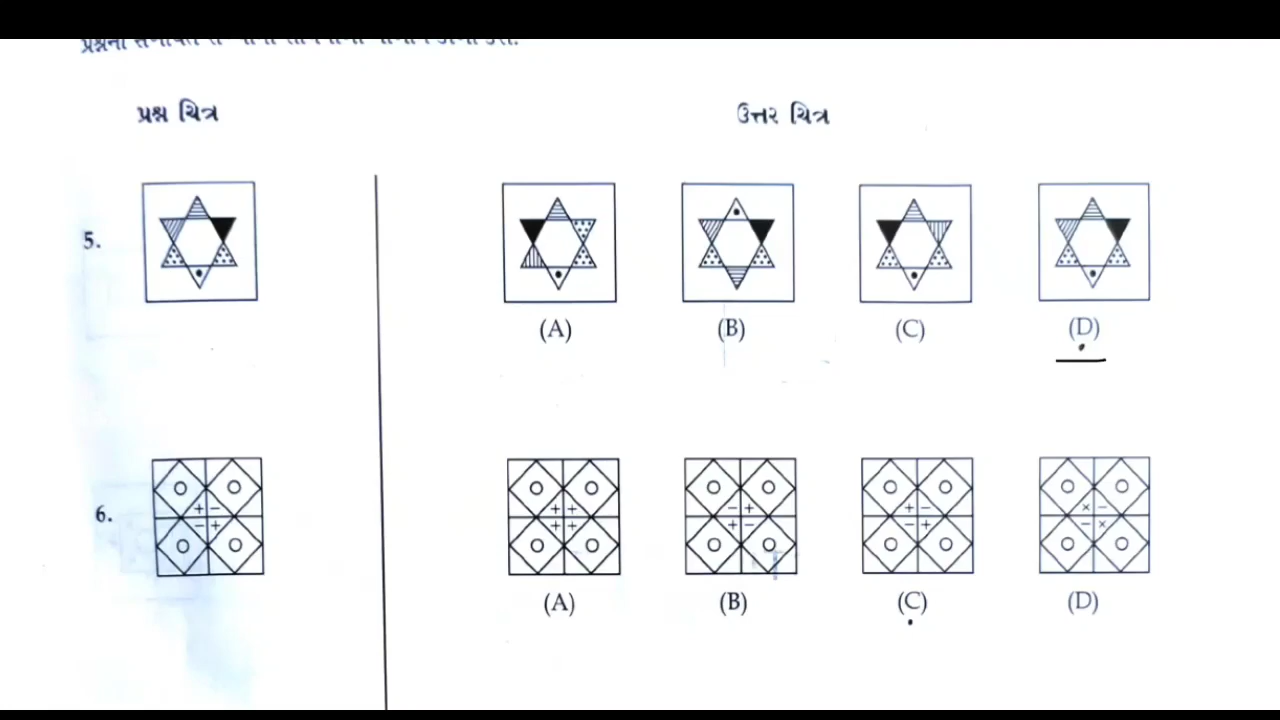 પ્રશ્ન ચિત્ર ઉત્તર ચિત્ર
5.
(A) (B) (C) (D)
6.
+ - + + - + + - × -
- + + + + - - + - ×
(A) (B) (C) (D)